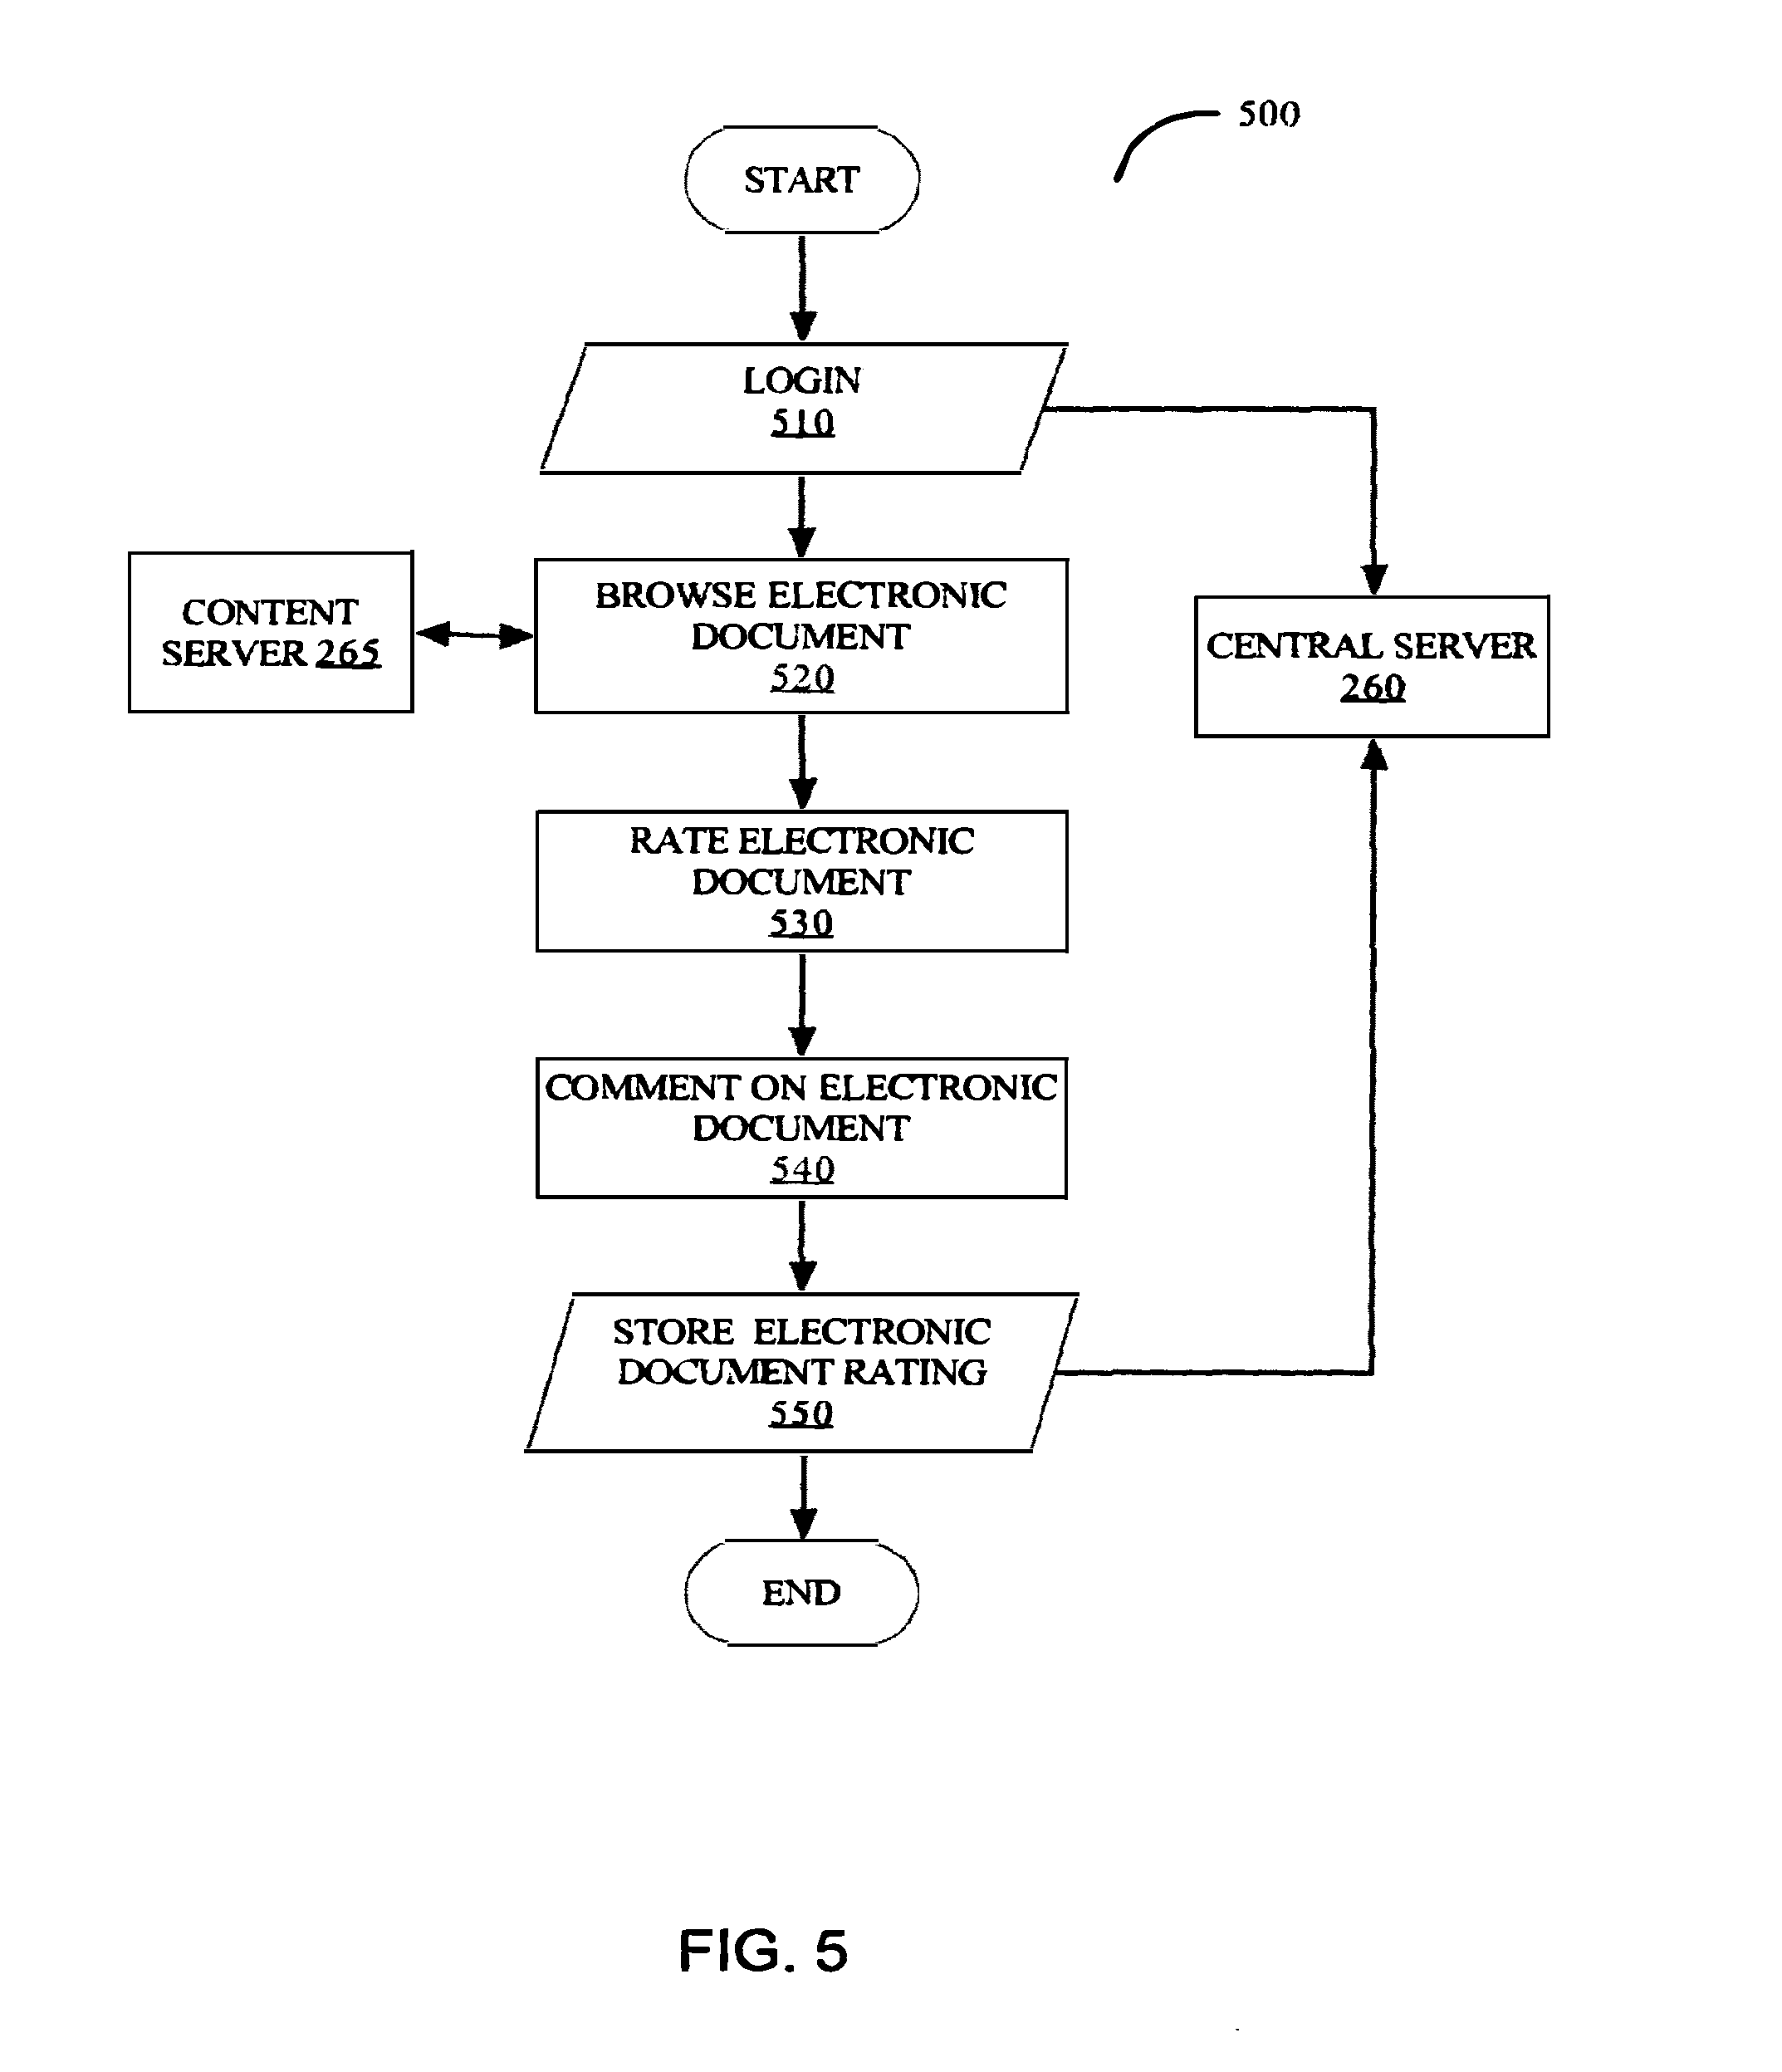 500
START
LOGIN
510
CONTENT
SERVER 265
BROWSE ELECTRONIC
DOCUMENT
520
CENTRAL SERVER
260
RATE ELECTRONIC
DOCUMENT
530
COMMENT ON ELECTRONIC
DOCUMENT
540
STORE ELECTRONIC
DOCUMENT RATING
550
END
FIG. 5